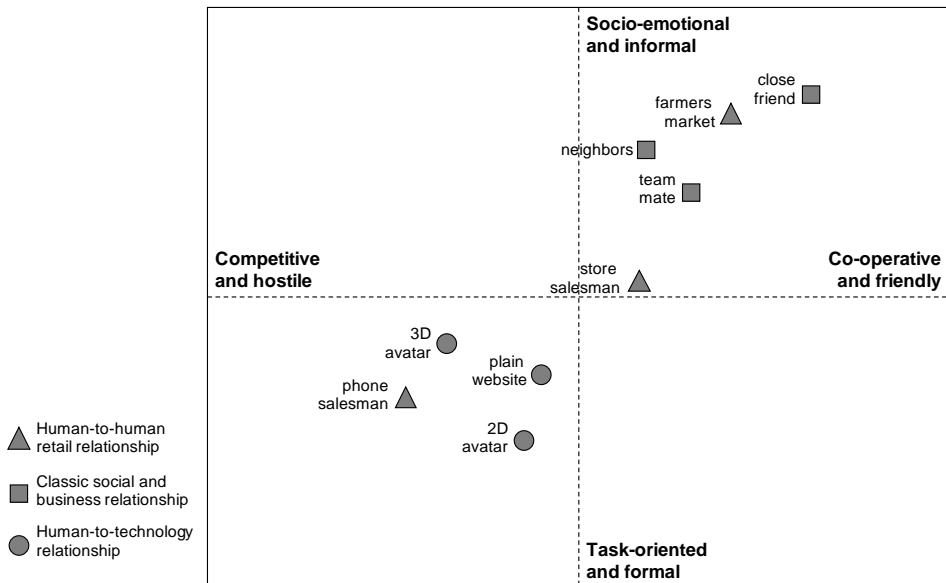 Socio-emotional
and informal
close
friend
farmers
market
neighbors
team
mate
Competitive
and hostile
Co-operative
and friendly
store
salesman
3D
avatar
plain
website
phone
salesman
2D
avatar
Human-to-human
retail relationship
Classic social and
business relationship
Human-to-technology
relationship
Task-oriented
and formal